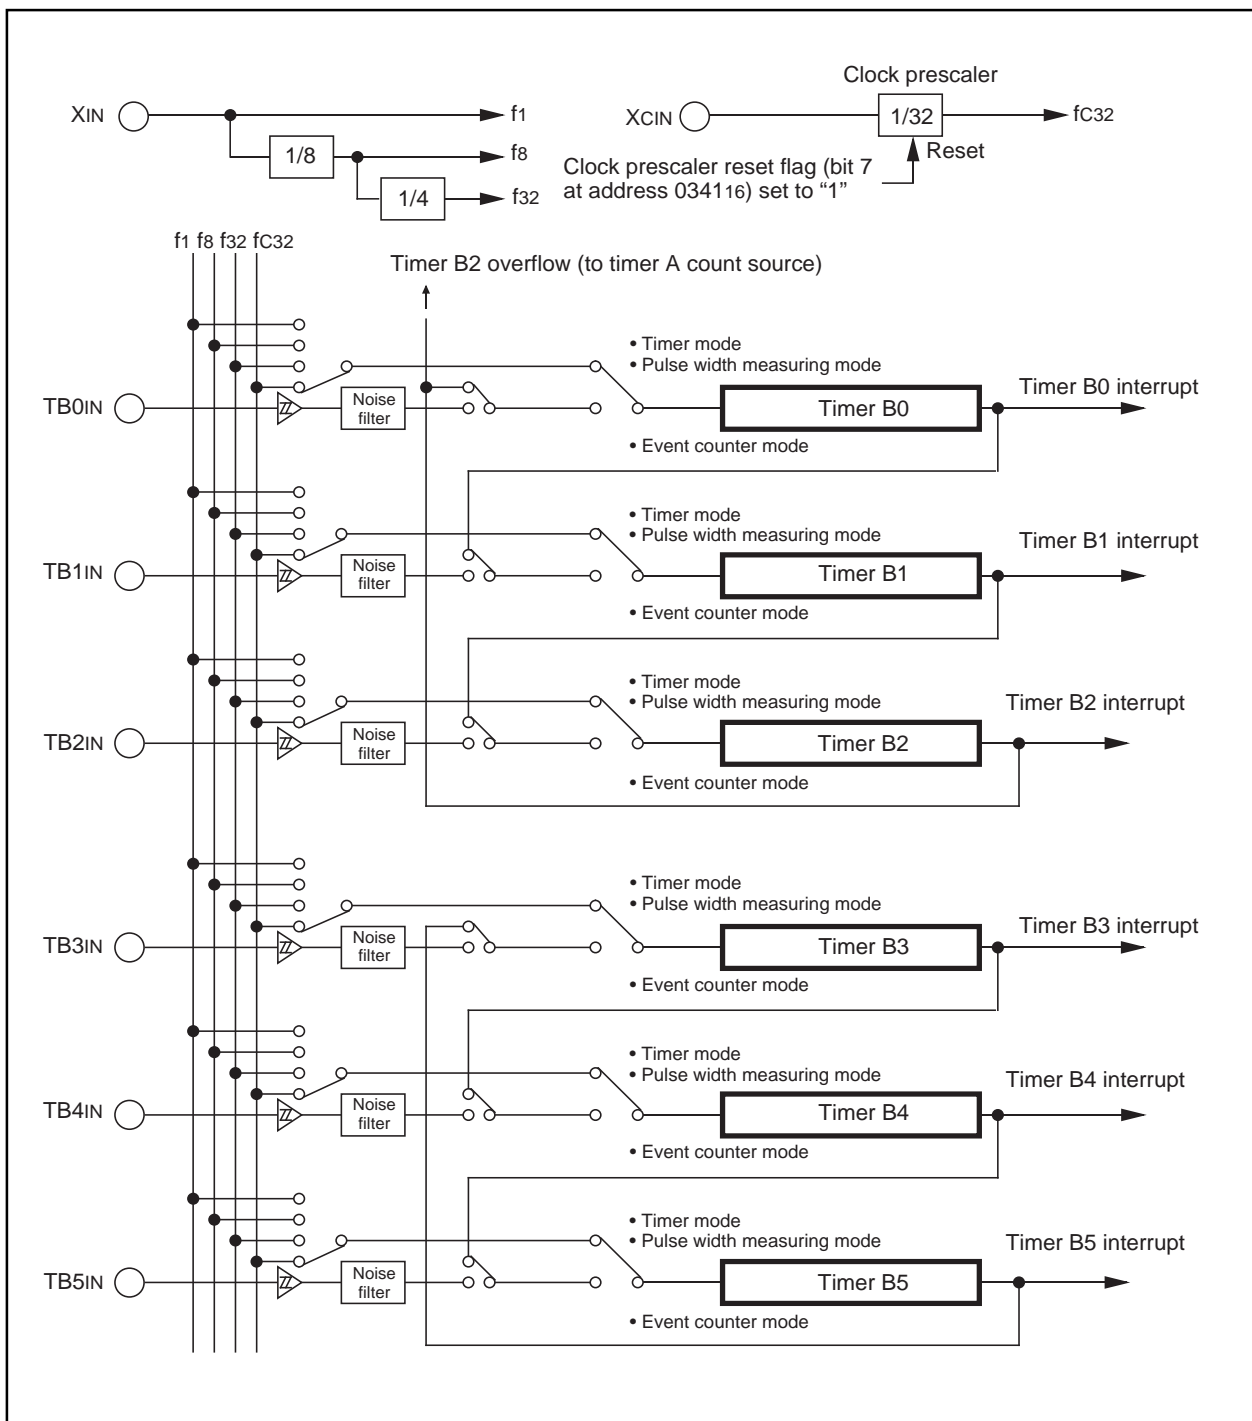 Clock prescaler
XIN
f1
XCIN
1/32
fC32
1/8
f8
Reset
Clock prescaler reset flag (bit 7
at address 034116) set to “1”
1/4
f32
f1 f8 f32 fC32
Timer B2 overflow (to timer A count source)
• Timer mode
• Pulse width measuring mode
Timer B0 interrupt
TB0IN
Noise
filter
Timer B0
• Event counter mode
• Timer mode
• Pulse width measuring mode
Timer B1 interrupt
TB1IN
Noise
filter
Timer B1
• Event counter mode
• Timer mode
• Pulse width measuring mode
Timer B2 interrupt
TB2IN
Noise
filter
Timer B2
• Event counter mode
• Timer mode
• Pulse width measuring mode
Timer B3 interrupt
TB3IN
Noise
filter
Timer B3
• Event counter mode
• Timer mode
• Pulse width measuring mode
Timer B4 interrupt
TB4IN
Noise
filter
Timer B4
• Event counter mode
• Timer mode
• Pulse width measuring mode
Timer B5 interrupt
TB5IN
Noise
filter
Timer B5
• Event counter mode